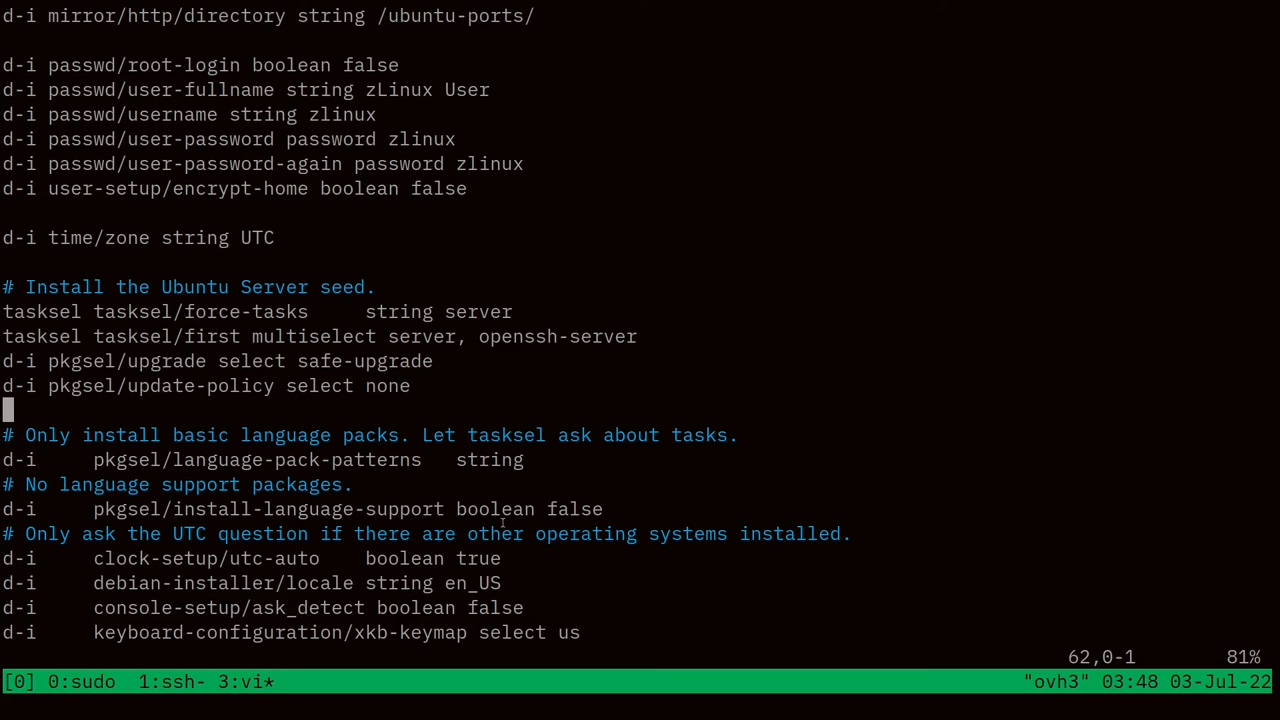 d-i mirror/http/directory string /ubuntu-ports/
d-i passwd/root-login boolean false
d-i passwd/user-fullname string zLinux User
d-i passwd/username string zlinux
d-i passwd/user-password password zlinux
d-i passwd/user-password-again password zlinux
d-i user-setup/encrypt-home boolean false
d-i time/zone string UTC
# Install the Ubuntu Server seed.
tasksel tasksel/force-tasks     string server
tasksel tasksel/first multiselect server, openssh-server
d-i pkgsel/upgrade select safe-upgrade
d-i pkgsel/update-policy select none
# Only install basic language packs. Let tasksel ask about tasks.
d-i     pkgsel/language-pack-patterns   string
# No language support packages.
d-i     pkgsel/install-language-support boolean false
# Only ask the UTC question if there are other operating systems installed.
d-i     clock-setup/utc-auto    boolean true
d-i     debian-installer/locale string en_US
d-i     console-setup/ask_detect boolean false
d-i     keyboard-configuration/xkb-keymap select us
62,0-1        81%
[0] 0:sudo  1:ssh- 3:vi*    "ovh3" 03:48 03-Jul-22